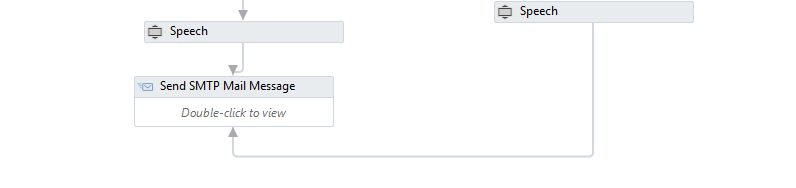 Speech
Speech
Send SMTP Mail Message
Double-click to view